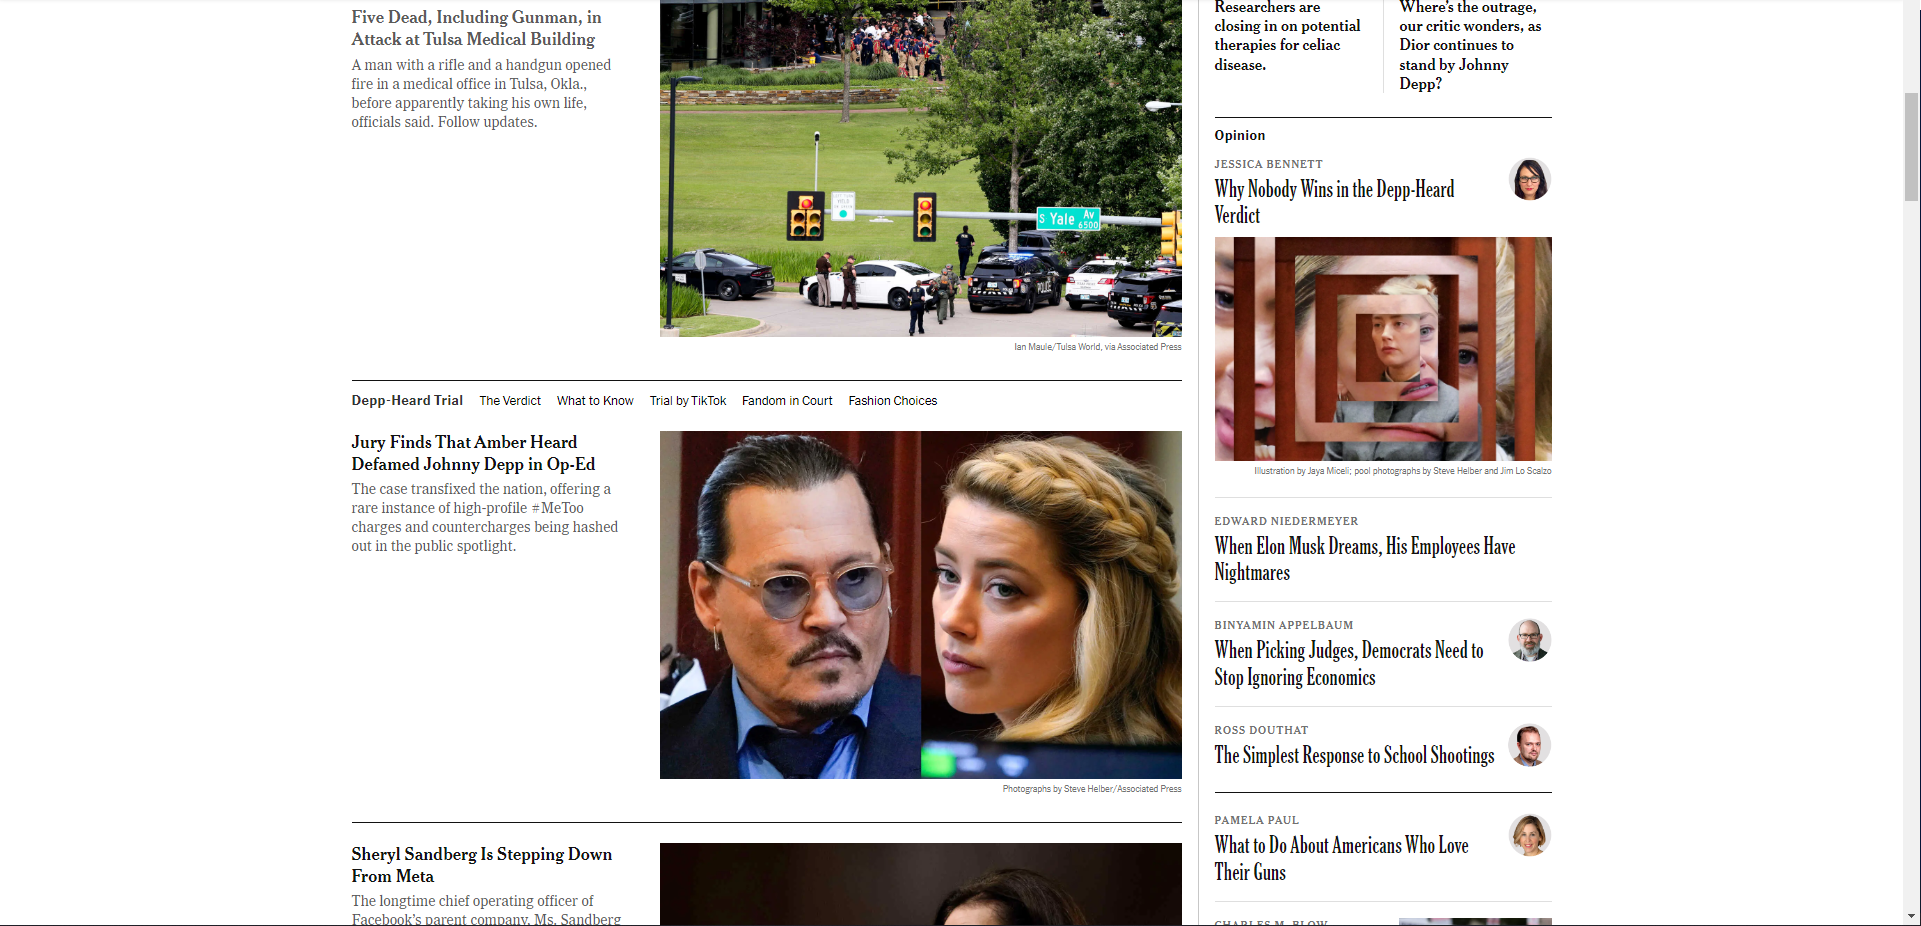 Five Dead, Including Gunman, in
Attack at Tulsa Medical Building
A man with a rifle and a handgun opened
fire in a medical office in Tulsa, Okla.,
before apparently taking his own life,
officials said. Follow updates.
S Yale Av
6500
POLICE
Ian Maule/Tulsa World, via Associated Press
Depp-Heard Trial The Verdict What to Know Trial by TikTok Fandom in Court Fashion Choices
Jury Finds That Amber Heard
Defamed Johnny Depp in Op-Ed
The case transfixed the nation, offering a
rare instance of high-profile #MeToo
charges and countercharges being hashed
out in the public spotlight.
Photographs by Steve Helber/Associated Press
Sheryl Sandberg Is Stepping Down
From Meta
The longtime chief operating officer of
Facebook's parent company, Ms. Sandberg
Researchers are
closing in on potential
therapies for celiac
disease.
Where's the outrage,
our critic wonders, as
Dior continues to
stand by Johnny
Depp?
Opinion
JESSICA BENNETT
Why Nobody Wins in the Depp-Heard
Verdict
Illustration by Jaya Miceli; pool photographs by Steve Helber and Jim Lo Scalzo
EDWARD NIEDERMEYER
When Elon Musk Dreams, His Employees Have
Nightmares
BINYAMIN APPELBAUM
When Picking Judges, Democrats Need to
Stop Ignoring Economics
ROSS DOUTHAT
The Simplest Response to School Shootings
PAMELA PAUL
What to Do About Americans Who Love
Their Guns
CHARLES M. BLOW